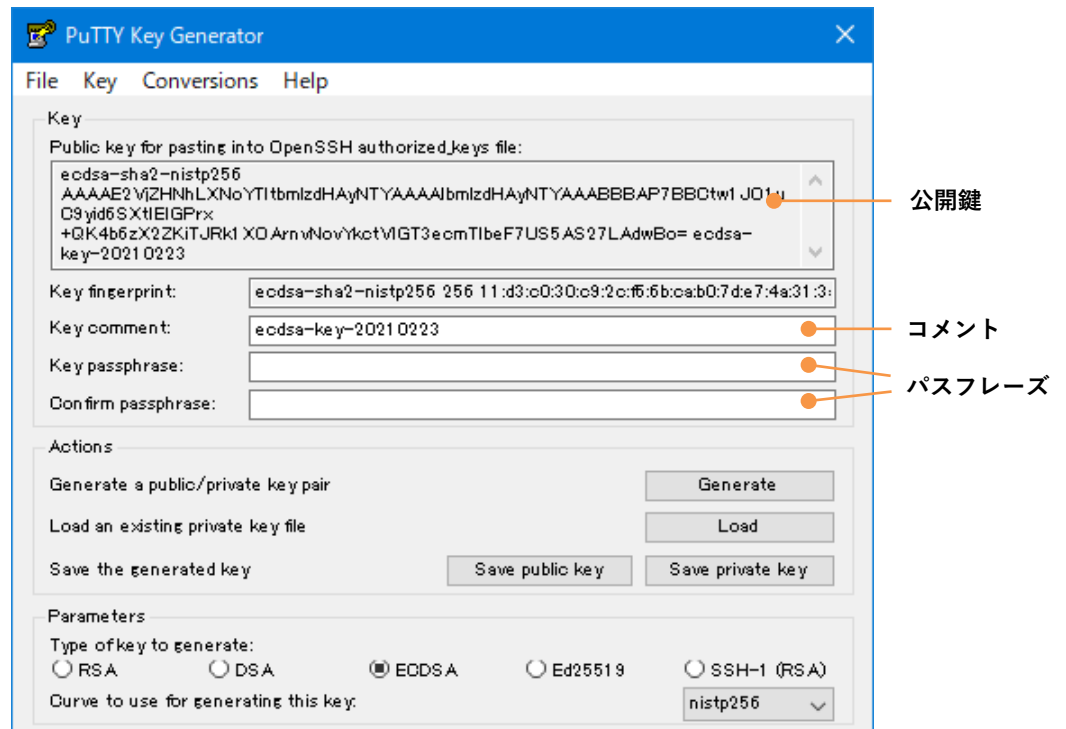 PuTTY Key Generator
File Key Conversions Help
Key
Public key for pasting into OpenSSH authorized_keys file:
ecdsa-sha2-nistp256
AAAAE2VjZHNhLXNoYTItbmlzdHAyNTYAAAAIbmlzdHAyNTYAAABBBAP7BBCtw1JO1u
C9yid6SXtlEIGPrx
+QK4b6zX2ZKiTJRk1XOArnvNovYkctVlGT3ecmTlbeF7US5AS27LAdwBo= ecdsa-
key-20210223
公開鍵
Key fingerprint:
ecdsa-sha2-nistp256 256 11:d3:c0:30:c9:2c:f5:6b:ca:b0:7d:e7:4a:31:3
Key comment:
ecdsa-key-20210223
コメント
Key passphrase:
パスフレーズ
Confirm passphrase:
Actions
Generate a public/private key pair
Generate
Load an existing private key file
Load
Save the generated key
Save public key
Save private key
Parameters
Type of key to generate:
RSA DSA ECDSA Ed25519 SSH-1 (RSA)
Curve to use for generating this key:
nistp256